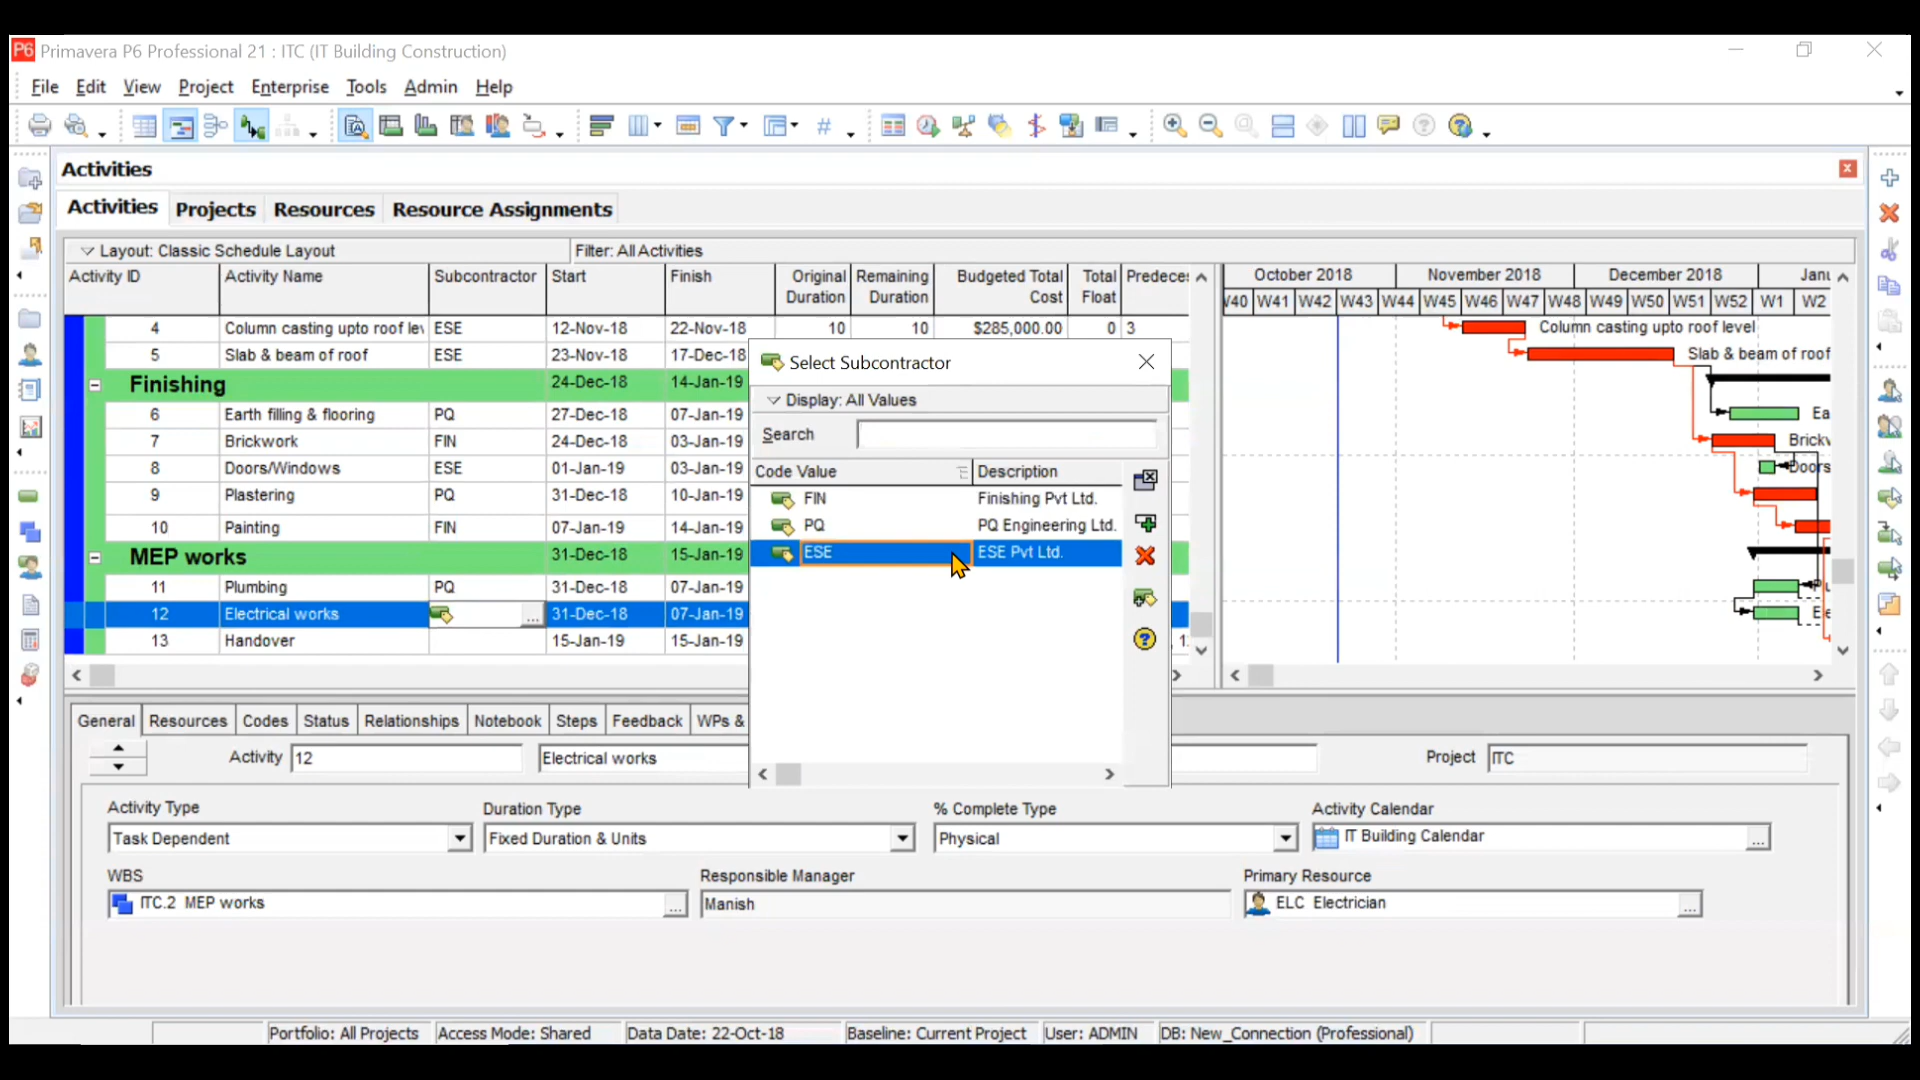 P6 Primavera P6 Professional 21 : ITC (IT Building Construction)
File Edit View Project Enterprise Tools Admin Help
Activities
Activities Projects Resources Resource Assignments
Layout: Classic Schedule Layout Filter: All Activities
Activity ID Activity Name Subcontractor Start Finish Original Duration Remaining Duration Budgeted Total Cost Total Float Predeces
October 2018 November 2018 December 2018 Janu
W40 W41 W42 W43 W44 W45 W46 W47 W48 W49 W50 W51 W52 W1 W2
4 Column casting upto roof lev ESE 12-Nov-18 22-Nov-18 10 10 $285,000.00 0 3 Column casting upto roof level
5 Slab & beam of roof ESE 23-Nov-18 17-Dec-18 Slab & beam of roof
Finishing 24-Dec-18 14-Jan-19
6 Earth filling & flooring PQ 27-Dec-18 07-Jan-19 Ea
7 Brickwork FIN 24-Dec-18 03-Jan-19 Brickw
8 Doors/Windows ESE 01-Jan-19 03-Jan-19 Doors
9 Plastering PQ 31-Dec-18 10-Jan-19
10 Painting FIN 07-Jan-19 14-Jan-19
MEP works 31-Dec-18 15-Jan-19
11 Plumbing PQ 31-Dec-18 07-Jan-19
12 Electrical works ... 31-Dec-18 07-Jan-19 Ele
13 Handover 15-Jan-19 15-Jan-19 , 1
Select Subcontractor
Display: All Values
Search
Code Value Description
FIN Finishing Pvt Ltd.
PQ PQ Engineering Ltd.
ESE ESE Pvt Ltd.
General Resources Codes Status Relationships Notebook Steps Feedback WPs &
Activity 12 Electrical works Project ITC
Activity Type Duration Type % Complete Type Activity Calendar
Task Dependent Fixed Duration & Units Physical IT Building Calendar ...
WBS Responsible Manager Primary Resource
ITC.2 MEP works ... Manish ELC Electrician ...
Portfolio: All Projects Access Mode: Shared Data Date: 22-Oct-18 Baseline: Current Project User: ADMIN DB: New_Connection (Professional)